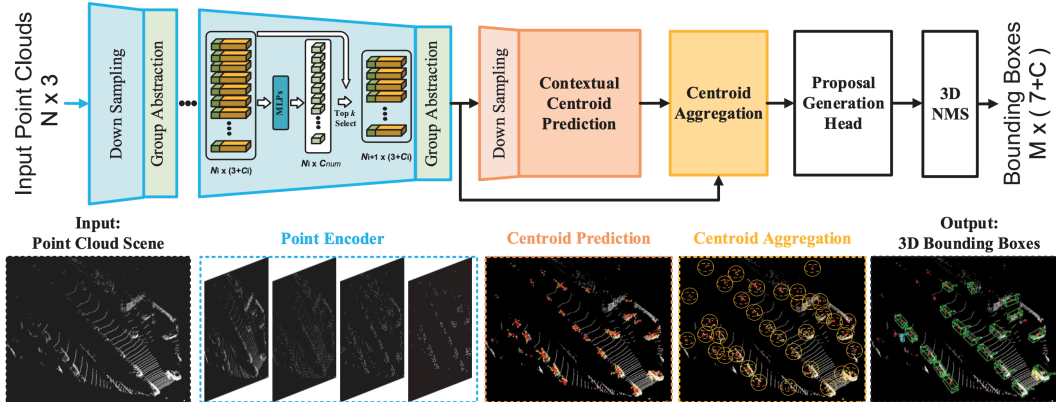 Input Point Clouds
N x 3
Down Sampling
Group Abstraction
Ni x (3+Ci)
MLPs
Ni x Cnum
Top k
Select
Ni+1 x (3+Ci)
Group Abstraction
Down Sampling
Contextual
Centroid
Prediction
Centroid
Aggregation
Proposal
Generation
Head
3D
NMS
Bounding Boxes
M x (7+C)
Input:
Point Cloud Scene
Point Encoder
Centroid Prediction
Centroid Aggregation
Output:
3D Bounding Boxes